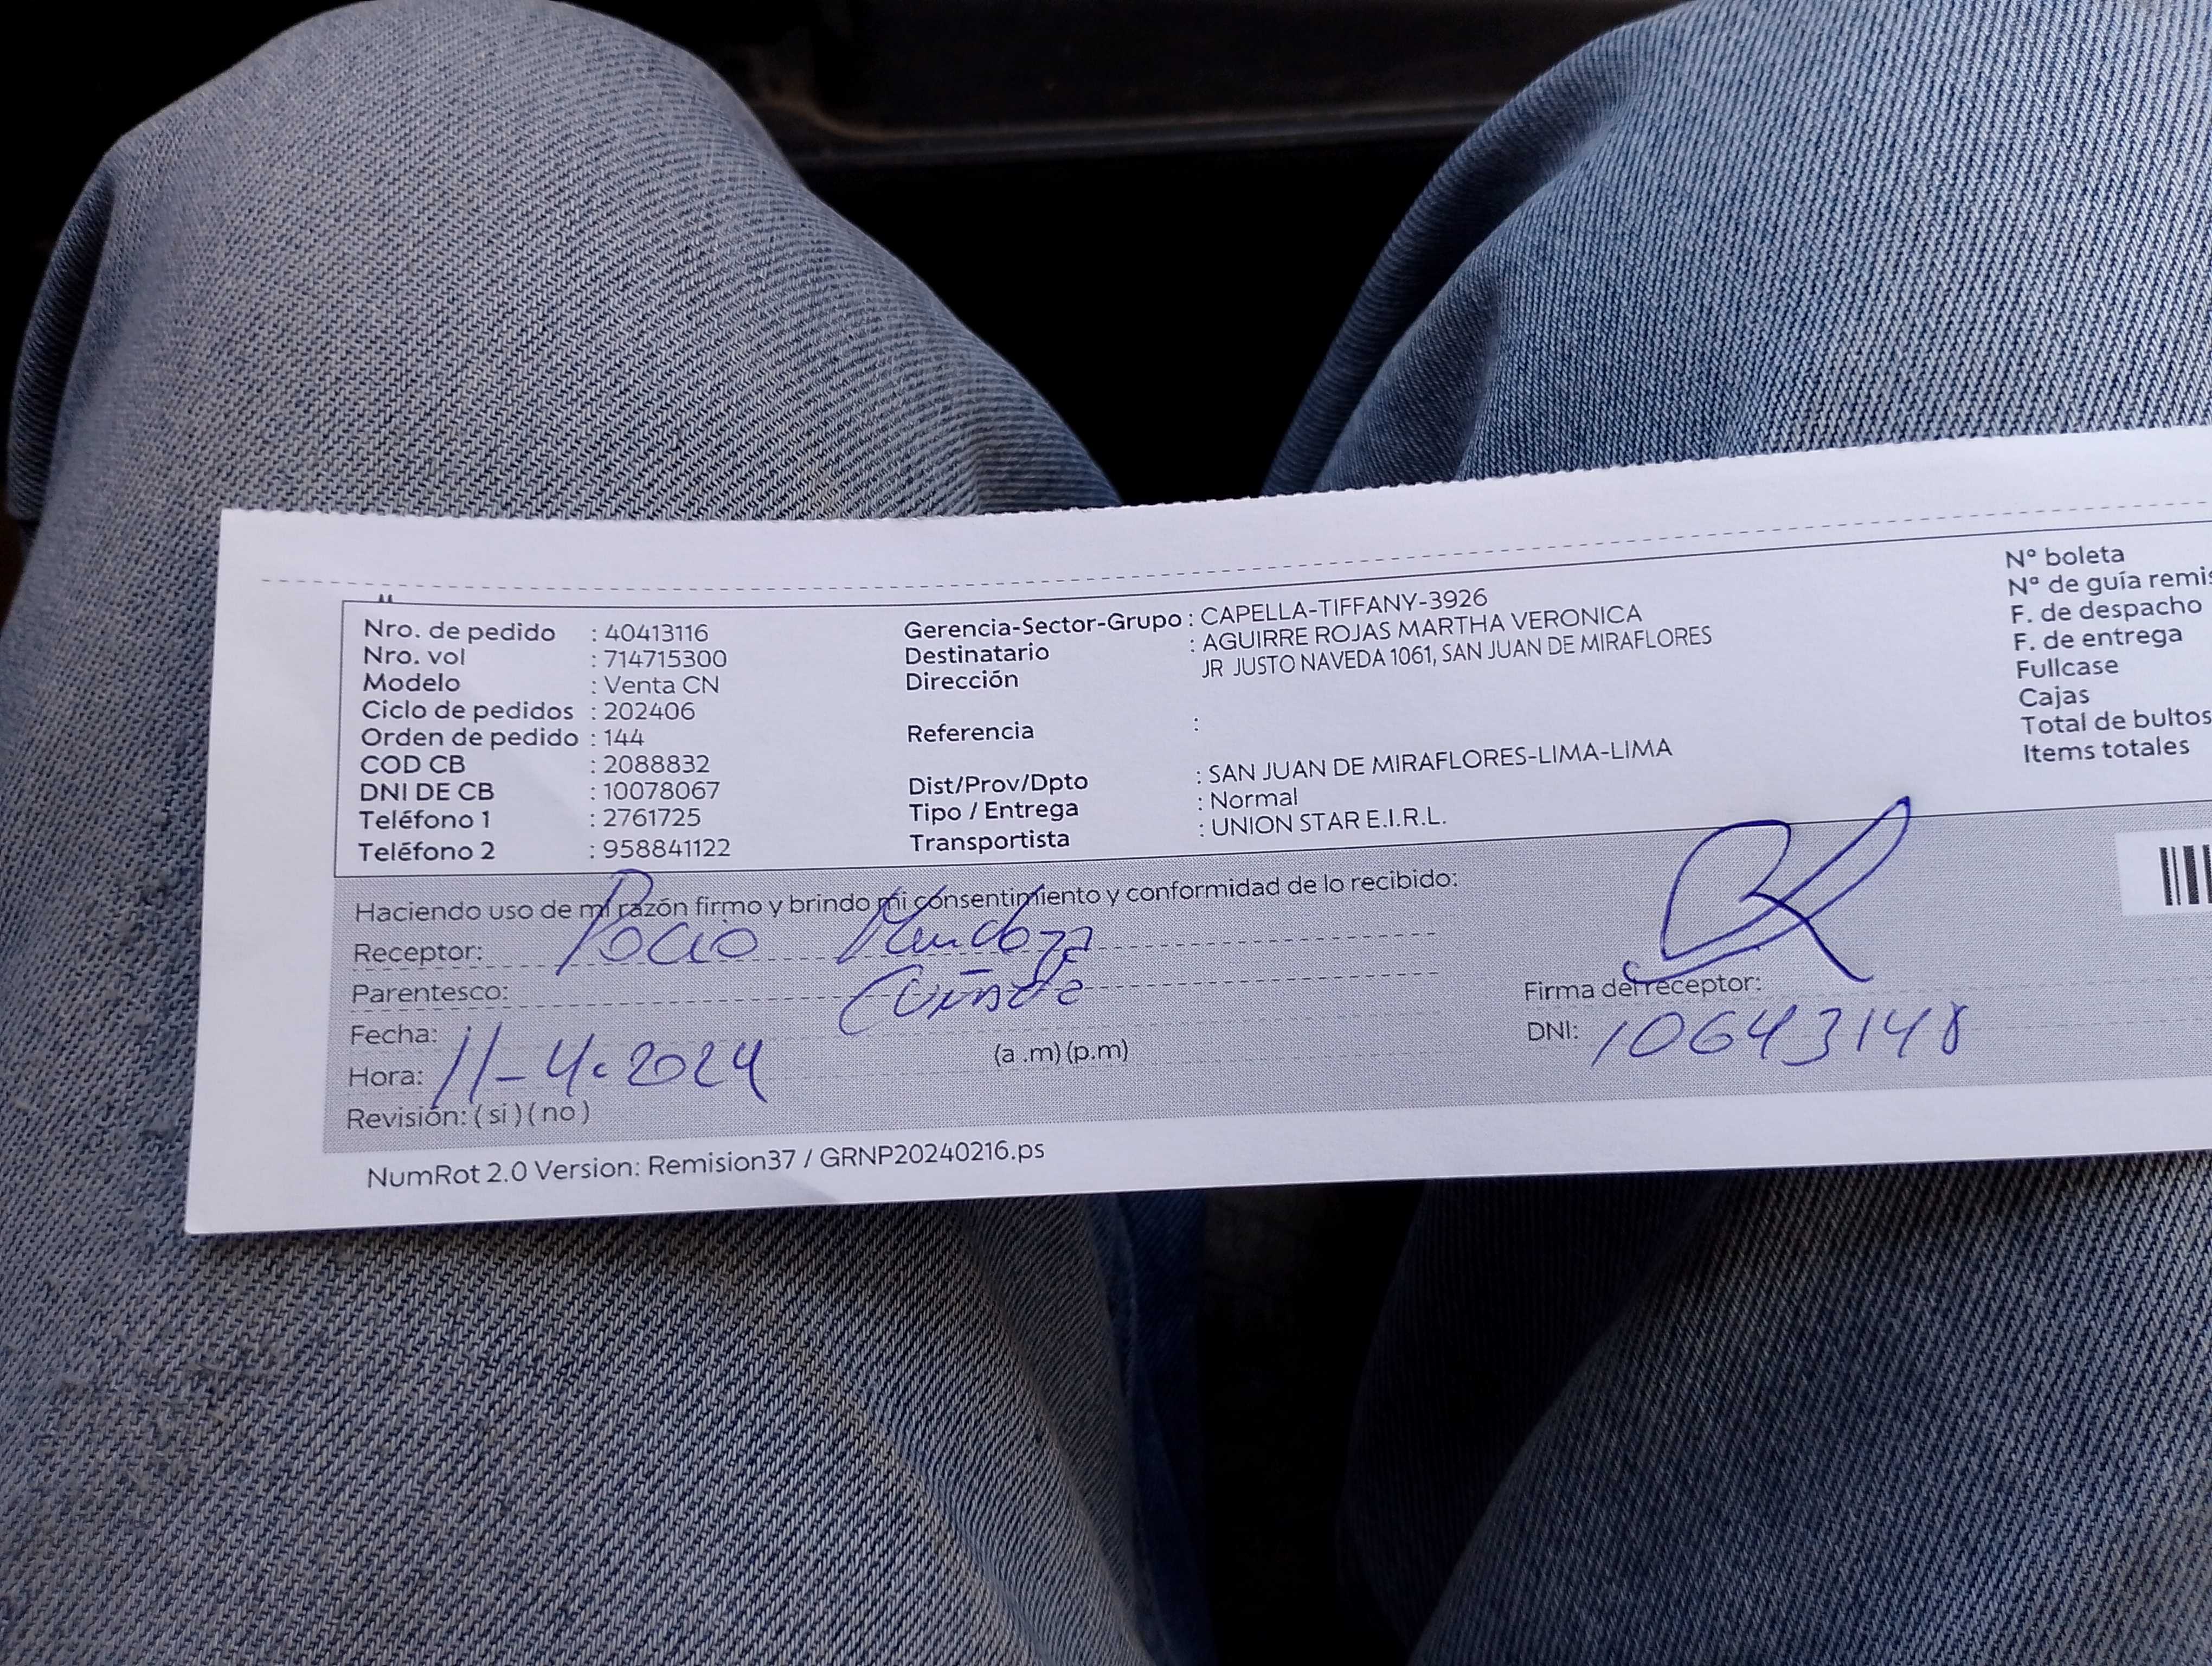 Nro. de pedido : 40413116
Nro. vol : 714715300
Modelo : Venta CN
Ciclo de pedidos : 202406
Orden de pedido : 144
COD CB : 2088832
DNI DE CB : 10078067
Teléfono 1 : 2761725
Teléfono 2 : 958841122
Gerencia-Sector-Grupo : CAPELLA-TIFFANY-3926
Destinatario : AGUIRRE ROJAS MARTHA VERONICA
Dirección JR JUSTO NAVEDA 1061, SAN JUAN DE MIRAFLORES
Referencia :
Dist/Prov/Dpto : SAN JUAN DE MIRAFLORES-LIMA-LIMA
Tipo / Entrega : Normal
Transportista : UNION STAR E.I.R.L.
N° boleta
N° de guía remis
F. de despacho
F. de entrega
Fullcase
Cajas
Total de bultos
Items totales
Haciendo uso de mi razón firmo y brindo mi consentimiento y conformidad de lo recibido:
Receptor: Rocio Mendoza
Parentesco: Cuñada
Fecha:
Hora: 11-4-2024 (a .m) (p.m)
Revisión: ( si ) ( no )
Firma del receptor:
DNI: 10643148
NumRot 2.0 Version: Remision37 / GRNP20240216.ps